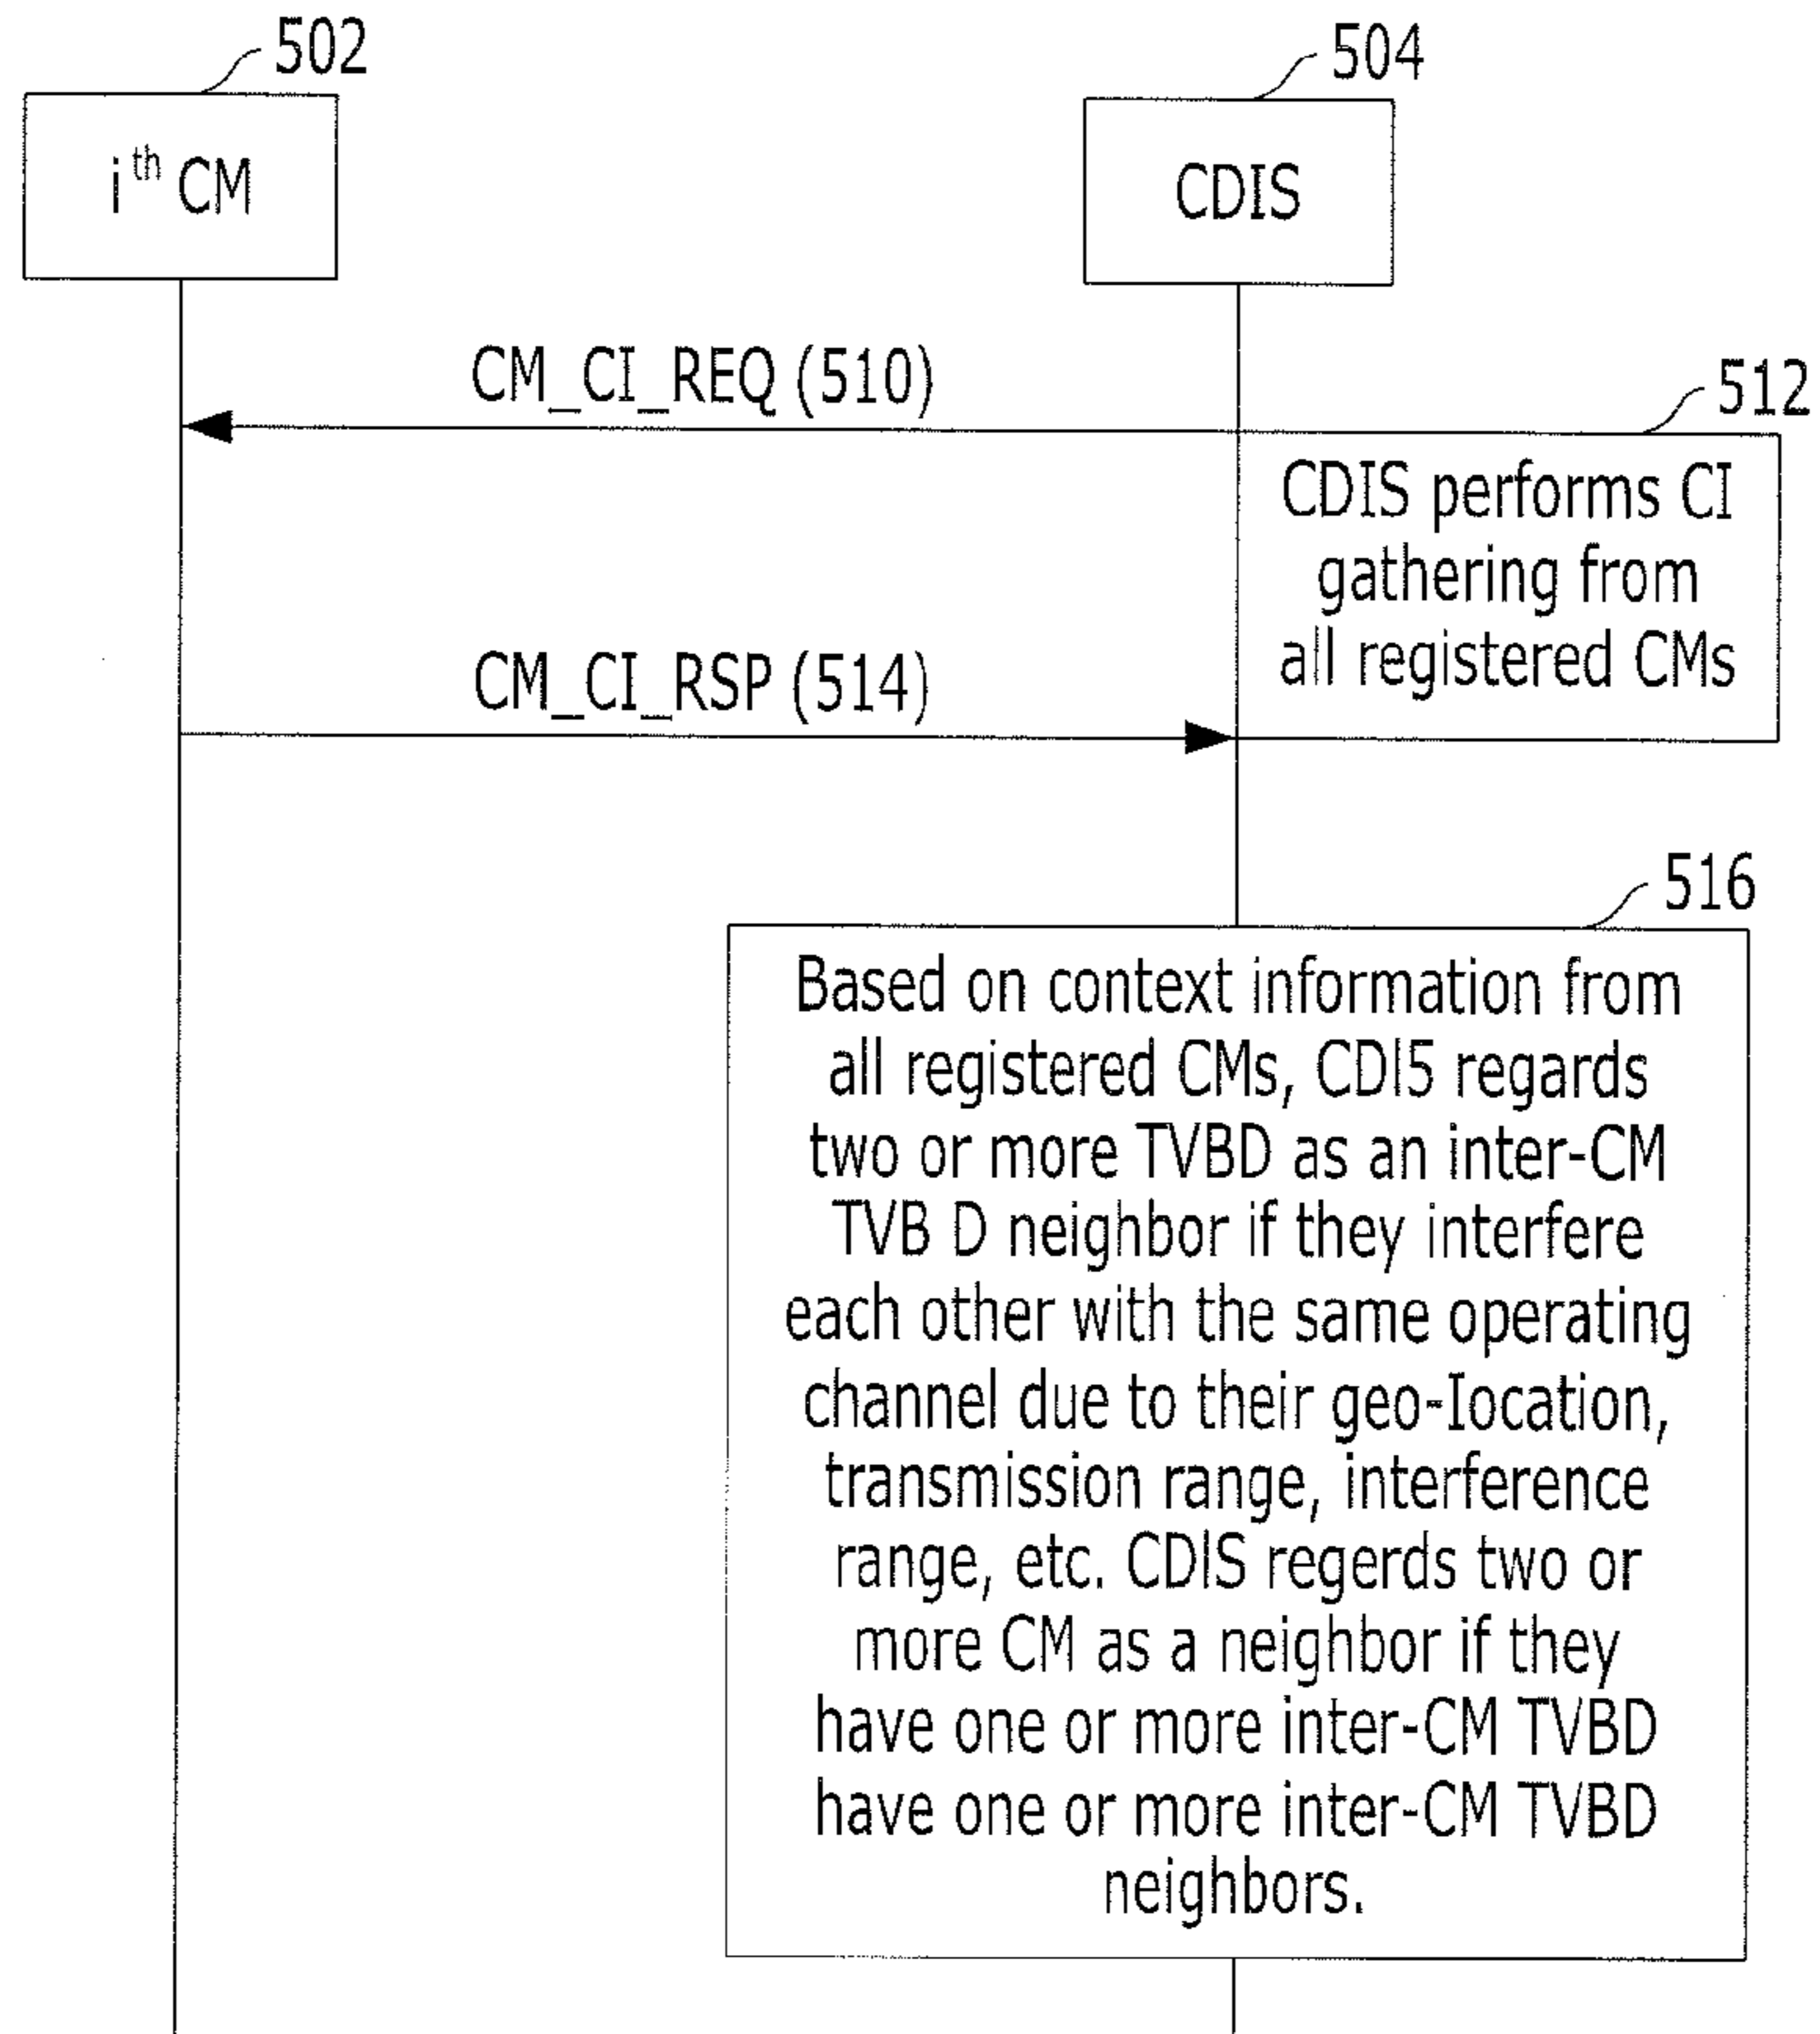 502
504
i th CM
CDIS
CM_CI_REQ (510)
512
CDIS performs CI
gathering from
all registered CMs
CM_CI_RSP (514)
516
Based on context information from
all registered CMs, CDI5 regards
two or more TVBD as an inter-CM
TVB D neighbor if they interfere
each other with the same operating
channel due to their geo-Iocation,
transmission range, interference
range, etc. CDIS regerds two or
more CM as a neighbor if they
have one or more inter-CM TVBD
have one or more inter-CM TVBD
neighbors.